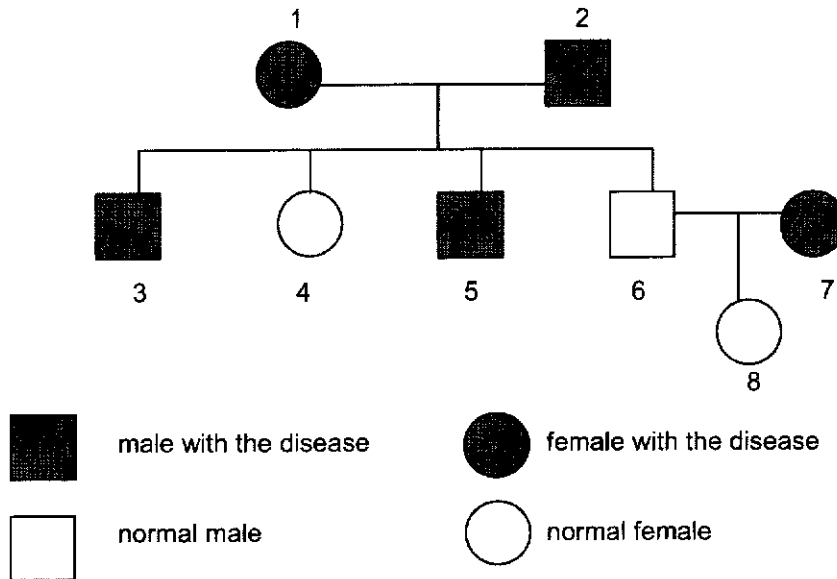 1 2
3 4 5 6 7
8
male with the disease female with the disease
normal male normal female